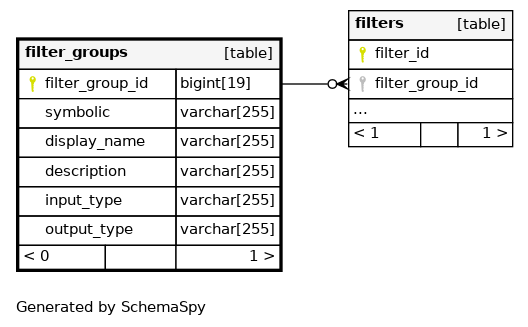 filter_groups [table]
filter_group_id bigint[19]
symbolic varchar[255]
display_name varchar[255]
description varchar[255]
input_type varchar[255]
output_type varchar[255]
< 0 1 >
filters [table]
filter_id
filter_group_id
...
< 1 1 >
Generated by SchemaSpy